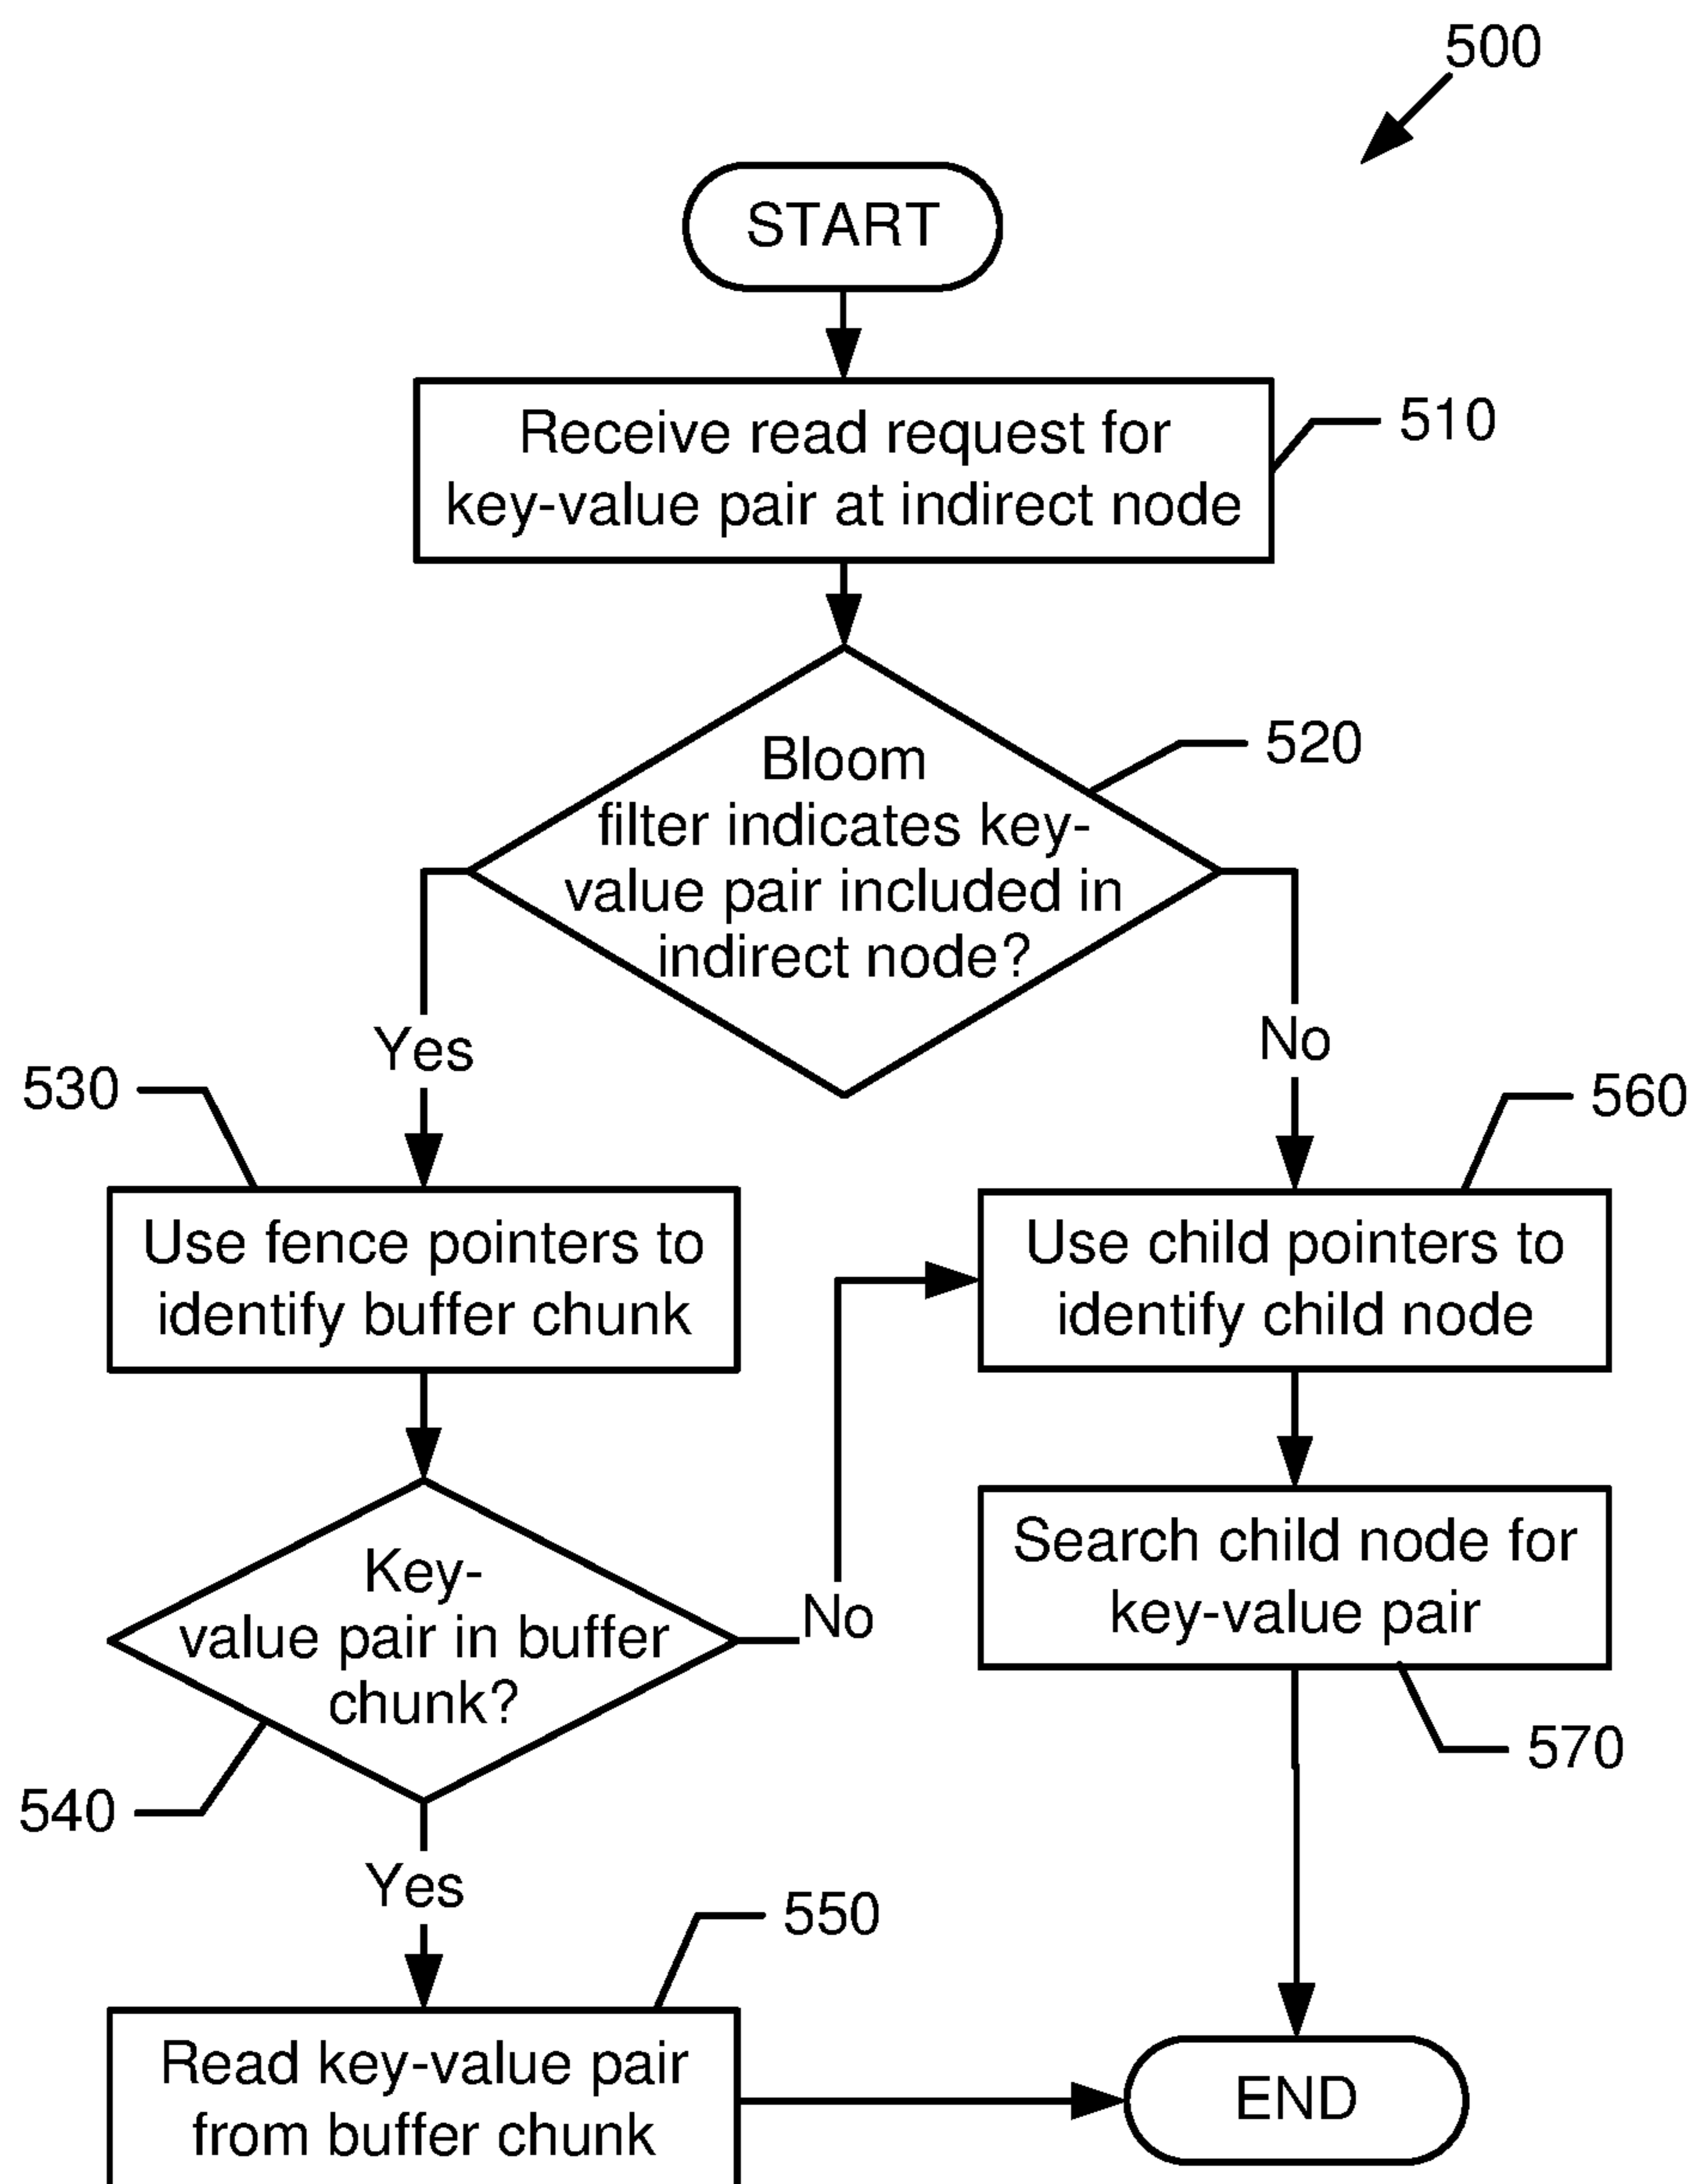 500
START
Receive read request for
key-value pair at indirect node
510
Bloom
filter indicates key-
value pair included in
indirect node?
520
Yes
No
530
560
Use fence pointers to
identify buffer chunk
Use child pointers to
identify child node
Key-
value pair in buffer
chunk?
No
Search child node for
key-value pair
540
570
Yes
550
Read key-value pair
from buffer chunk
END